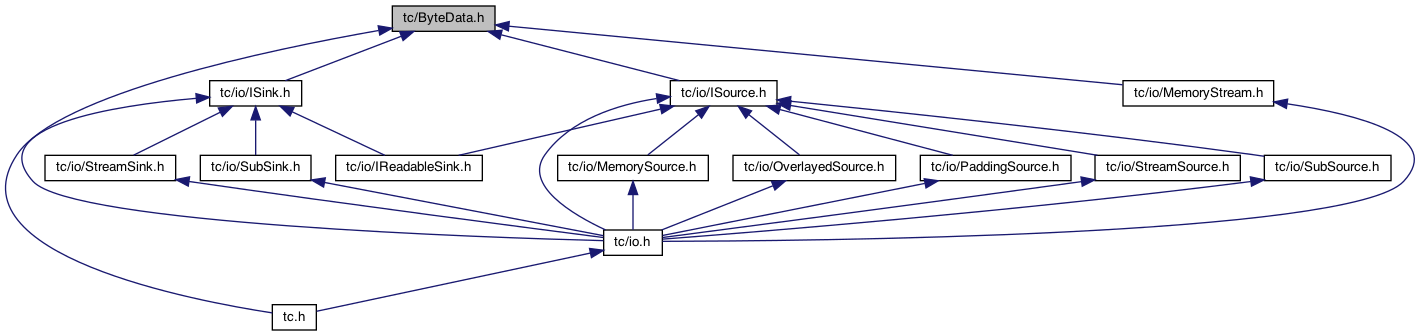 tc/ByteData.h
tc/io/ISink.h
tc/io/ISource.h
tc/io/MemoryStream.h
tc/io/StreamSink.h
tc/io/SubSink.h
tc/io/IReadableSink.h
tc/io/MemorySource.h
tc/io/OverlayedSource.h
tc/io/PaddingSource.h
tc/io/StreamSource.h
tc/io/SubSource.h
tc/io.h
tc.h